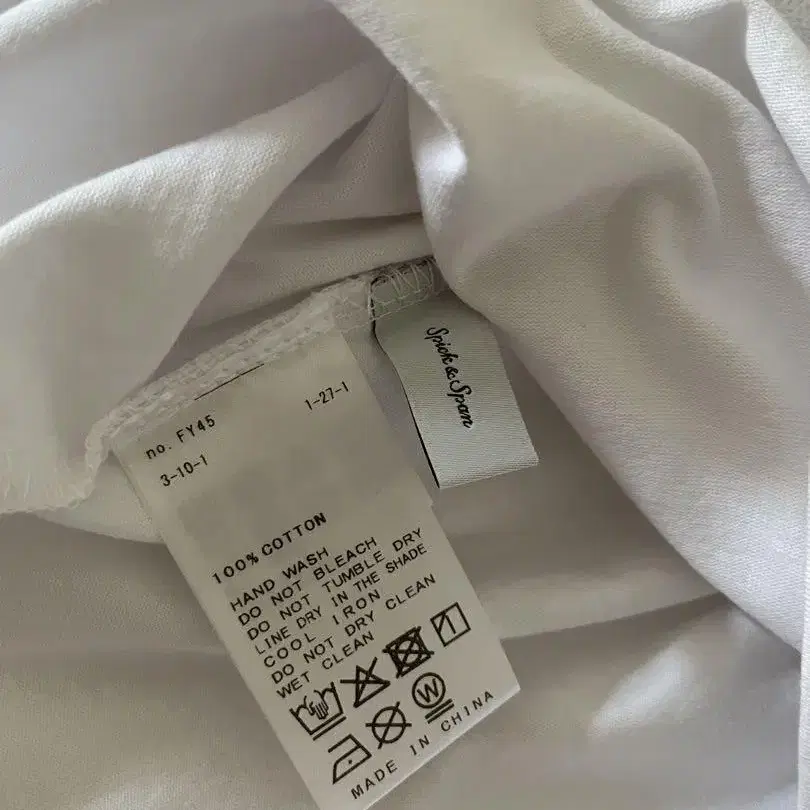 no. FY45
1-27-1
3-10-1
100% COTTON
HAND WASH
DO NOT BLEACH
DO NOT TUMBLE DRY
LINE DRY IN THE SHADE
COOL IRON
DO NOT DRY CLEAN
WET CLEAN
W
MADE IN CHINA
Spick & Span